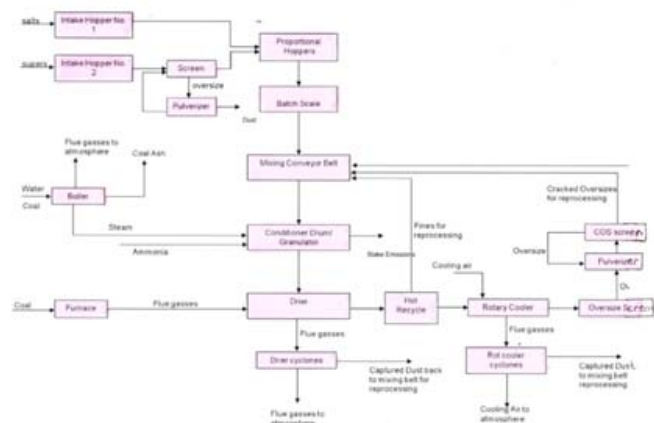 salts
Intake Hopper No.
1
Proportional
Hoppers
supers
Intake Hopper No.
2
Screen
oversize
Pulverizer
Dust
Batch Scale
Flue gasses to
atmosphere
Coal Ash
Mixing Conveyor Belt
Water
Coal
Boiler
Cracked Oversizes
for reprocessing
Steam
Ammonia
Conditioner Drum/
Granulator
Stake Emissions
Fines for
reprocessing
COS screen
Oversize
Pulverizer
Cooling air
Coal
Furnace
Flue gasses
Drier
Hot
Recycle
Rotary Cooler
Oversize
Flue gasses
Flue gasses
Drier cyclones
Captured Dust back
to mixing belt for
reprocessing
Rot cooler
cyclones
Captured Dust
to mixing belt
reprocessing
Flue gasses to
atmosphere
Cooling Air to
atmosphere